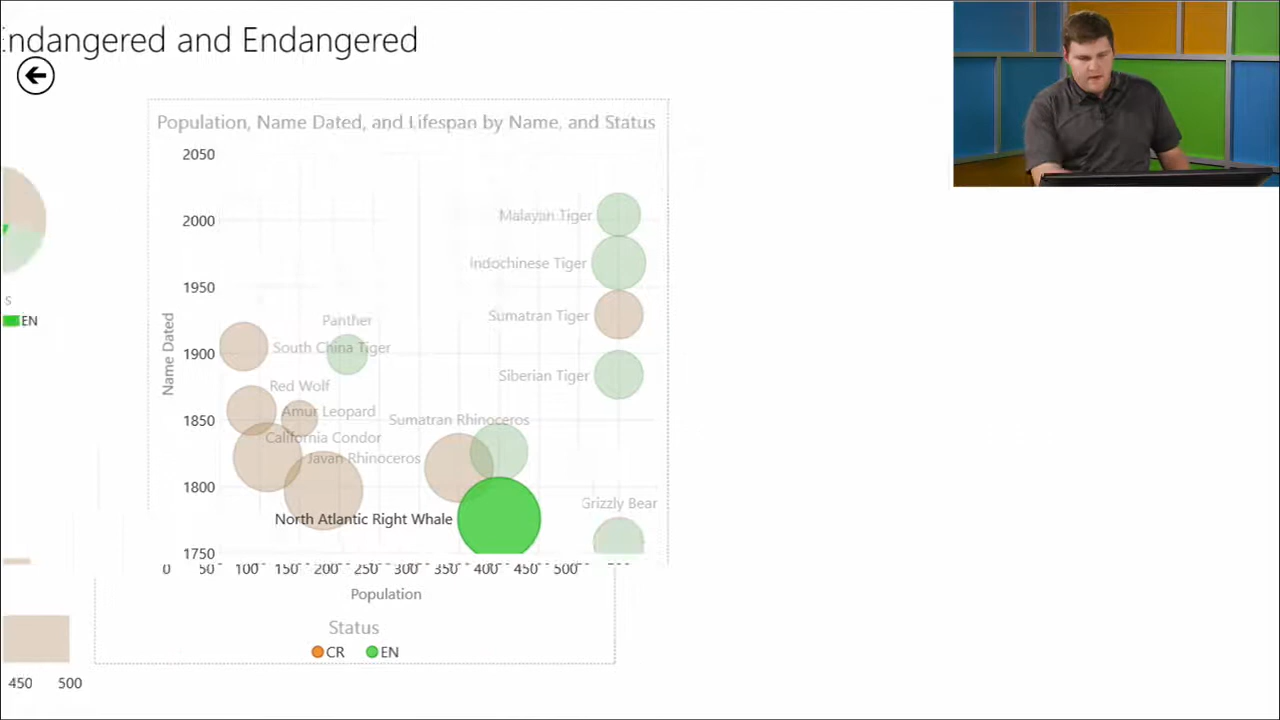 Endangered and Endangered
Population, Name Dated, and Lifespan by Name, and Status
2050
2000
1950
1900
1850
1800
1750
Name Dated
Malayan Tiger
Indochinese Tiger
Sumatran Tiger
Siberian Tiger
Panther
South China Tiger
Red Wolf
Amur Leopard
California Condor
Sumatran Rhinoceros
Javan Rhinoceros
Grizzly Bear
North Atlantic Right Whale
0 50 100 150 200 250 300 350 400 450 500
Population
Status
CR EN
S
EN
450 500